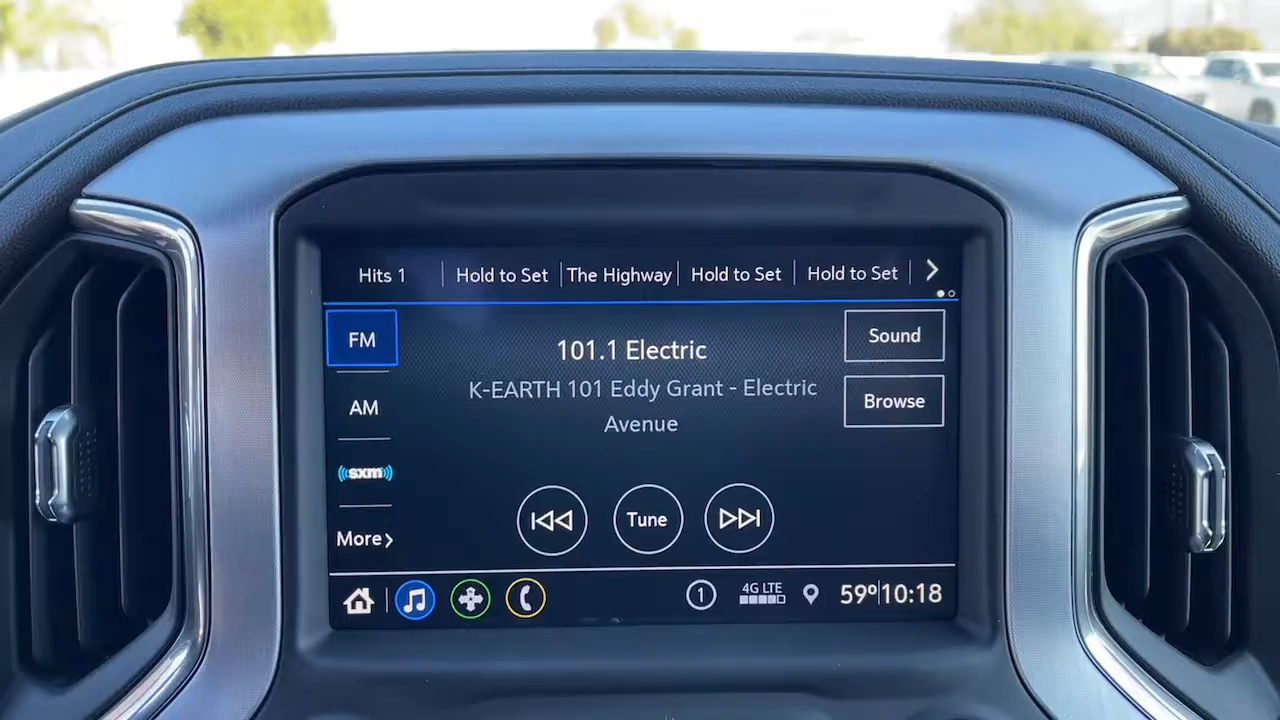 Hits 1 Hold to Set The Highway Hold to Set Hold to Set
FM
101.1 Electric
Sound
K-EARTH 101 Eddy Grant - Electric
Avenue
Browse
AM
sxm
Tune
More
1 4G LTE 59° 10:18